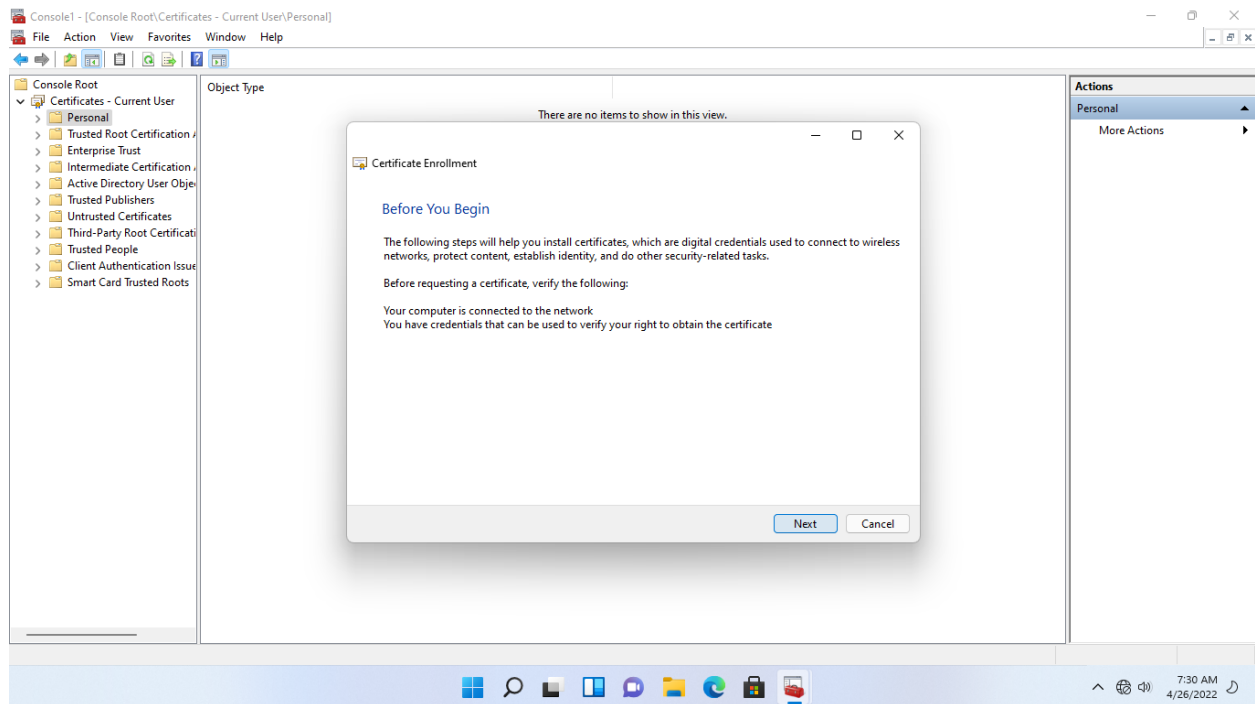 Console1 - [Console Root\Certificates - Current User\Personal]
File Action View Favorites Window Help
Console Root
Certificates - Current User
Personal
Trusted Root Certification
Enterprise Trust
Intermediate Certification
Active Directory User Obje
Trusted Publishers
Untrusted Certificates
Third-Party Root Certificati
Trusted People
Client Authentication Issue
Smart Card Trusted Roots
Object Type
There are no items to show in this view.
Certificate Enrollment
Before You Begin
The following steps will help you install certificates, which are digital credentials used to connect to wireless
networks, protect content, establish identity, and do other security-related tasks.
Before requesting a certificate, verify the following:
Your computer is connected to the network
You have credentials that can be used to verify your right to obtain the certificate
Next Cancel
Actions
Personal
More Actions
7:30 AM
4/26/2022